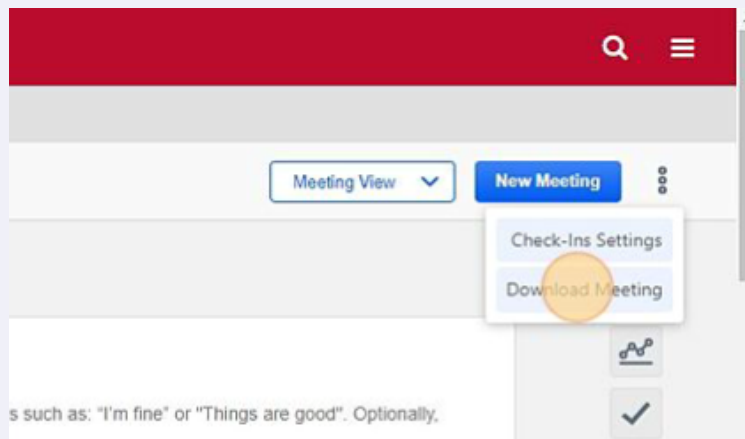 Meeting View
New Meeting
Check-Ins Settings
Download Meeting
s such as: "I'm fine" or "Things are good". Optionally,